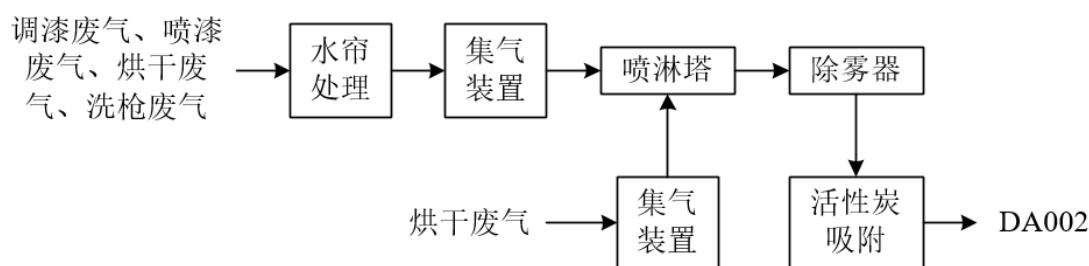 调漆废气、喷漆
废气、烘干废
气、洗枪废气
水帘
处理
集气
装置
喷淋塔
除雾器
烘干废气
集气
装置
活性炭
吸附
DA002